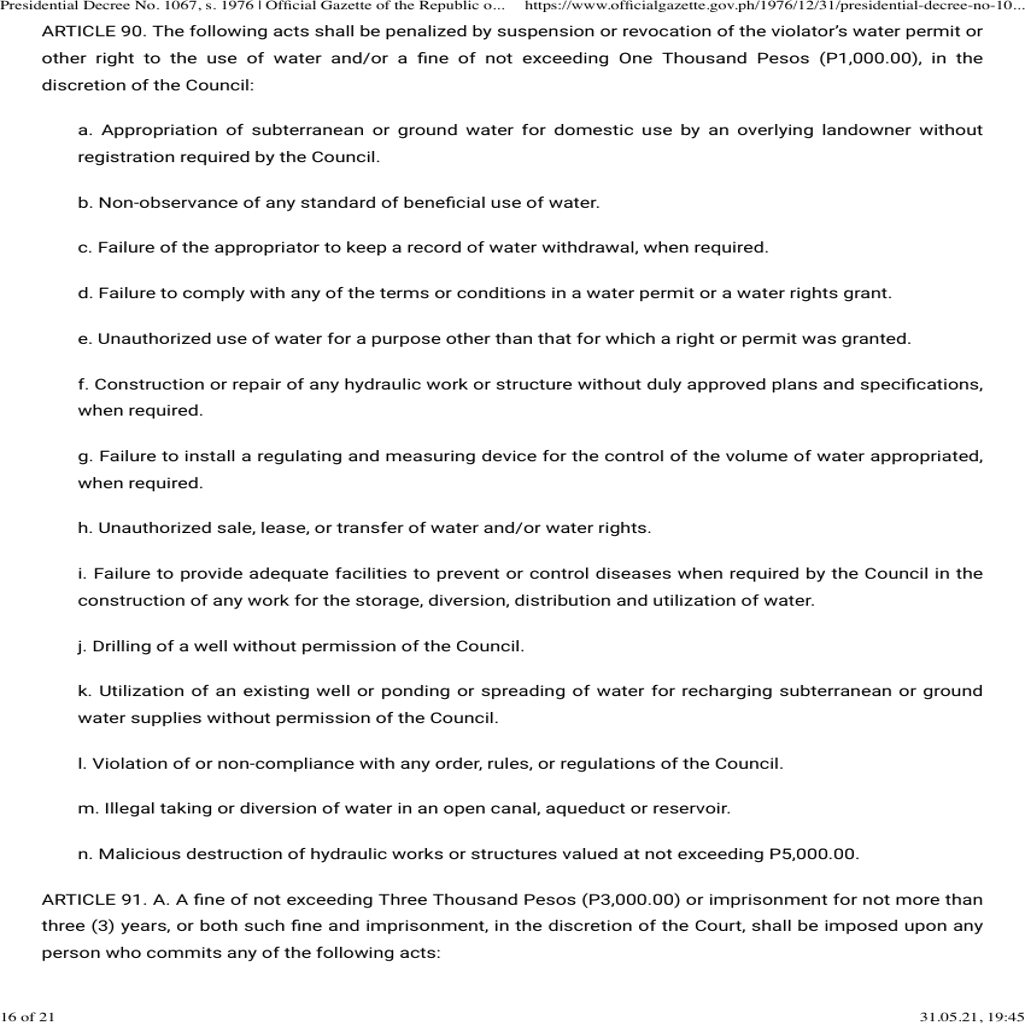 Presidential Decree No. 1067, s. 1976 | Official Gazette of the Republic o... https://www.officialgazette.gov.ph/1976/12/31/presidential-decree-no-10...
ARTICLE 90. The following acts shall be penalized by suspension or revocation of the violator’s water permit or
other right to the use of water and/or a fine of not exceeding One Thousand Pesos (P1,000.00), in the
discretion of the Council:
a. Appropriation of subterranean or ground water for domestic use by an overlying landowner without
registration required by the Council.
b. Non-observance of any standard of beneficial use of water.
c. Failure of the appropriator to keep a record of water withdrawal, when required.
d. Failure to comply with any of the terms or conditions in a water permit or a water rights grant.
e. Unauthorized use of water for a purpose other than that for which a right or permit was granted.
f. Construction or repair of any hydraulic work or structure without duly approved plans and specifications,
when required.
g. Failure to install a regulating and measuring device for the control of the volume of water appropriated,
when required.
h. Unauthorized sale, lease, or transfer of water and/or water rights.
i. Failure to provide adequate facilities to prevent or control diseases when required by the Council in the
construction of any work for the storage, diversion, distribution and utilization of water.
j. Drilling of a well without permission of the Council.
k. Utilization of an existing well or ponding or spreading of water for recharging subterranean or ground
water supplies without permission of the Council.
l. Violation of or non-compliance with any order, rules, or regulations of the Council.
m. Illegal taking or diversion of water in an open canal, aqueduct or reservoir.
n. Malicious destruction of hydraulic works or structures valued at not exceeding P5,000.00.
ARTICLE 91. A. A fine of not exceeding Three Thousand Pesos (P3,000.00) or imprisonment for not more than
three (3) years, or both such fine and imprisonment, in the discretion of the Court, shall be imposed upon any
person who commits any of the following acts:
16 of 21 31.05.21, 19:45